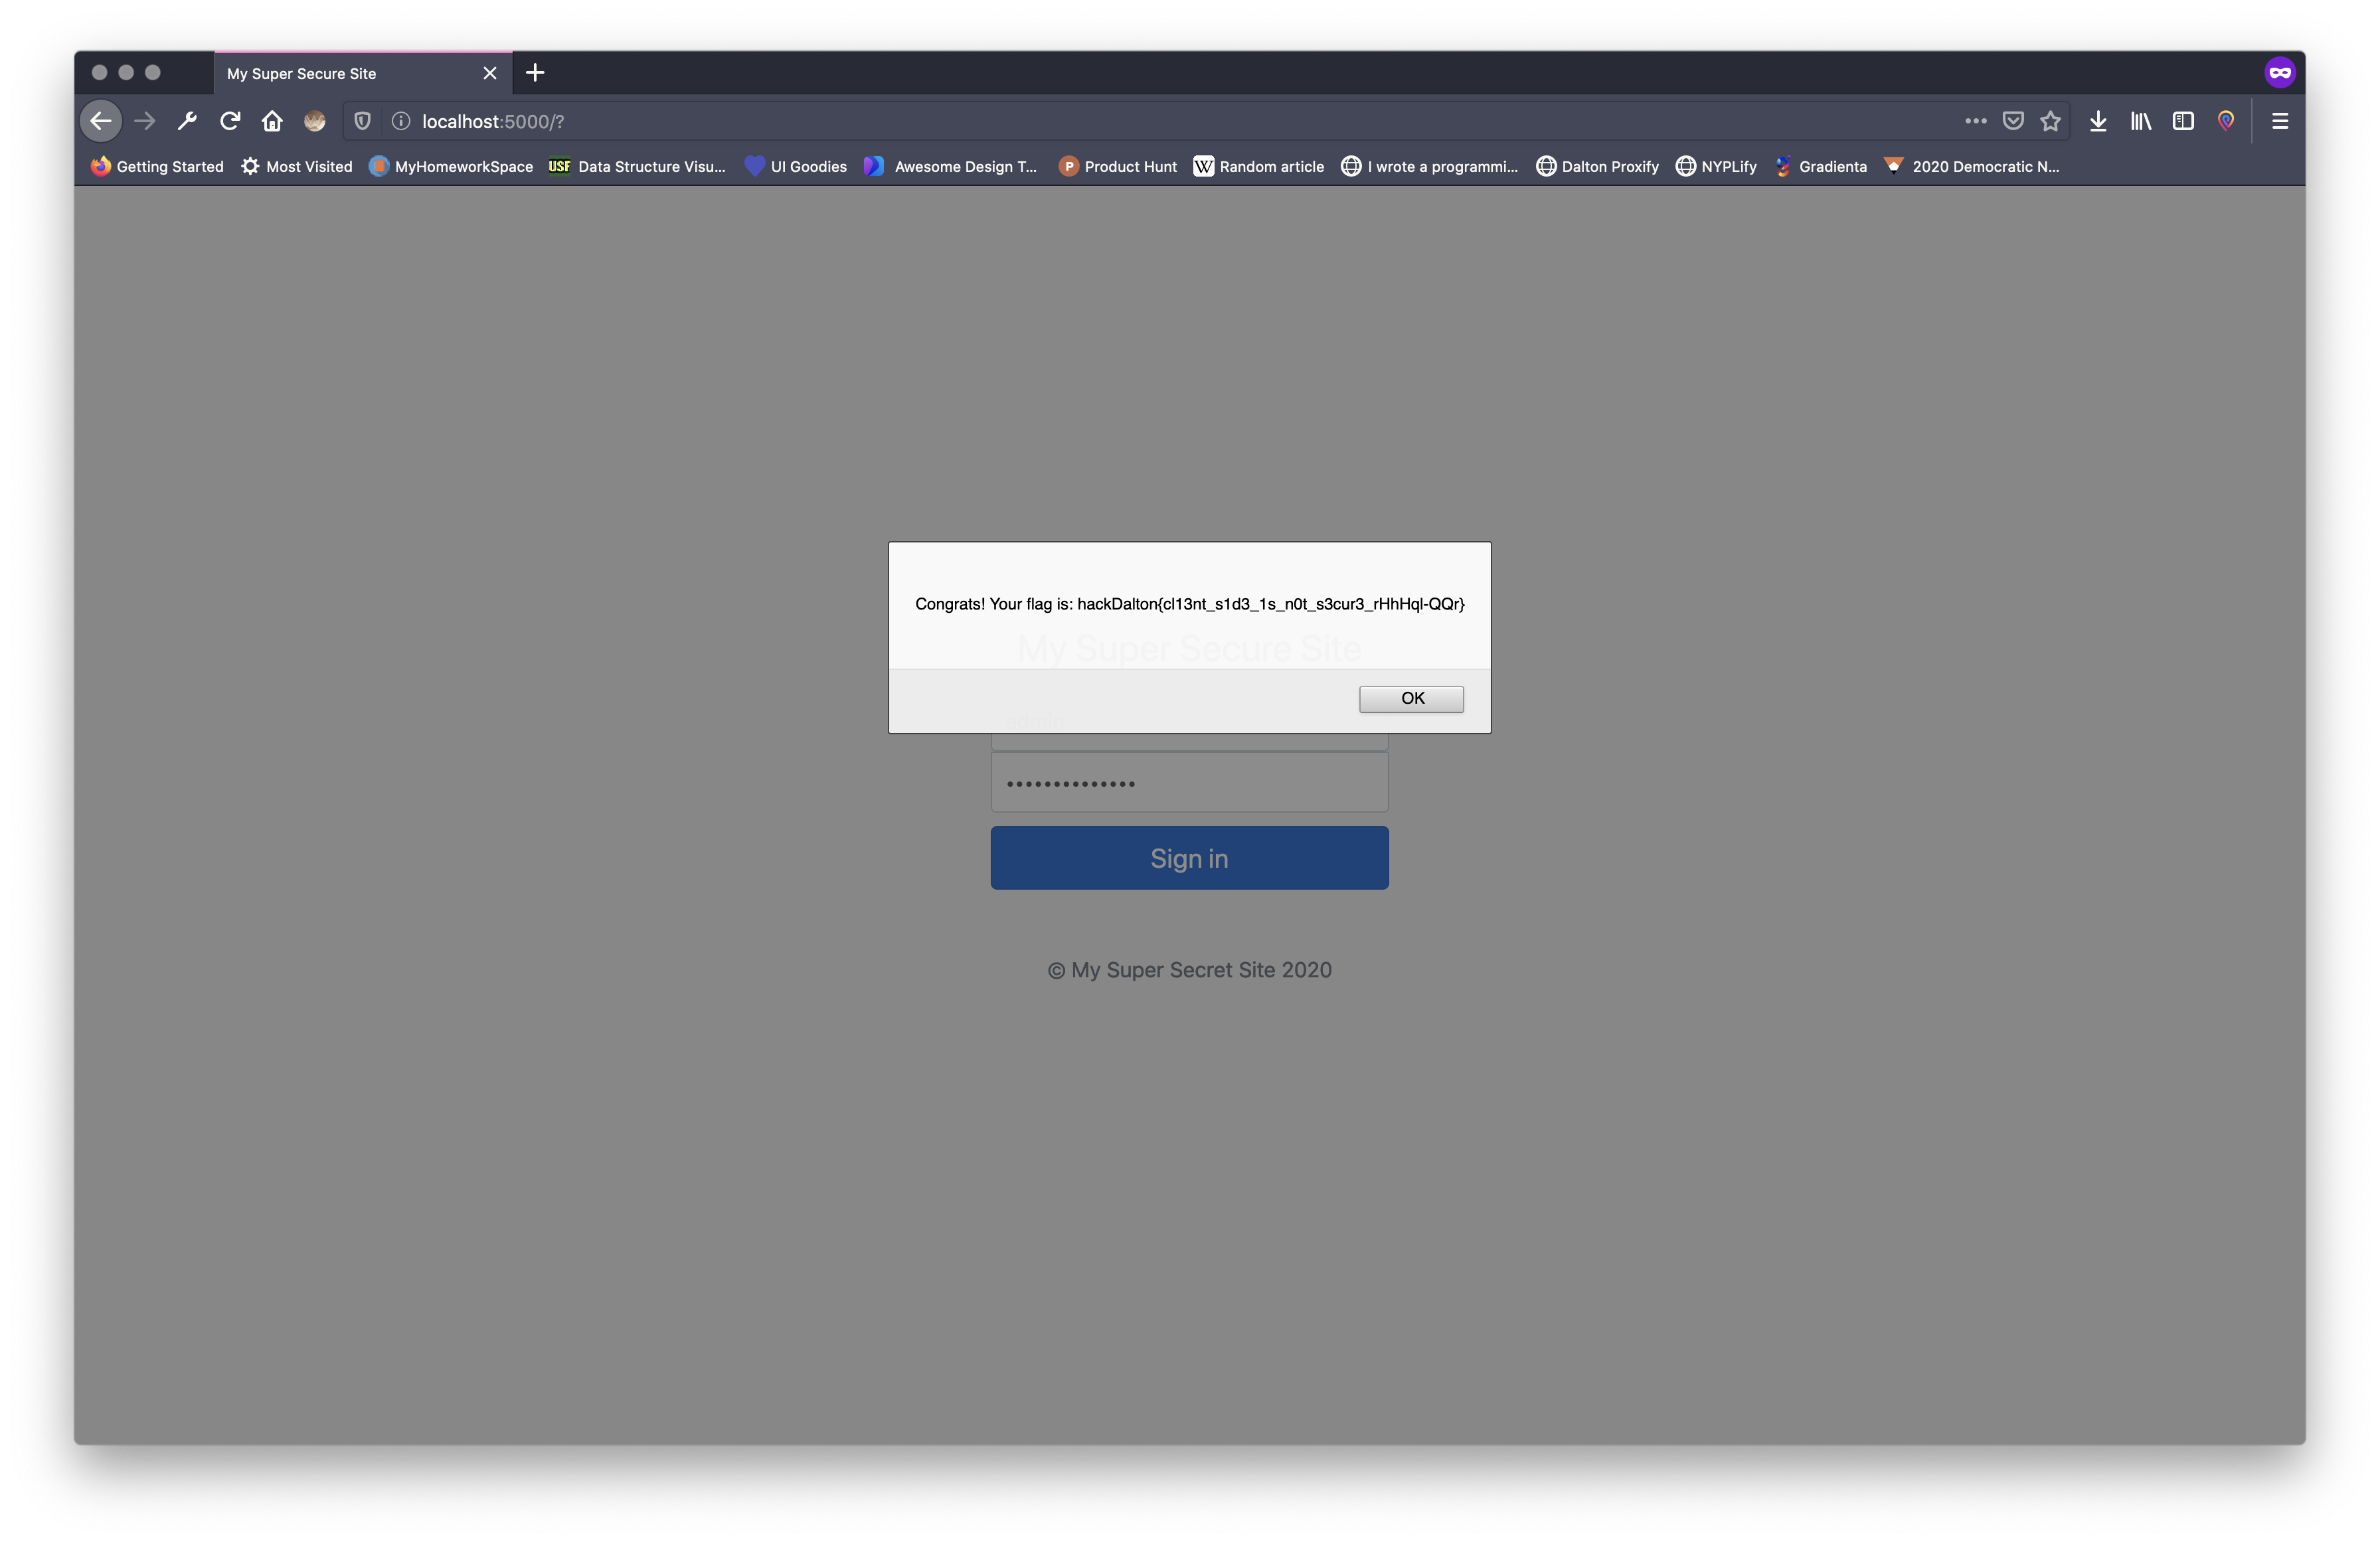 My Super Secure Site
localhost:5000/?
Getting Started Most Visited MyHomeworkSpace USF Data Structure Visu... UI Goodies Awesome Design T... P Product Hunt W Random article I wrote a programmi... Dalton Proxify NYPLify Gradienta 2020 Democratic N...
Congrats! Your flag is: hackDalton{cl13nt_s1d3_1s_n0t_s3cur3_rHhHql-QQr}
My Super Secure Site
OK
admin
Sign in
© My Super Secret Site 2020